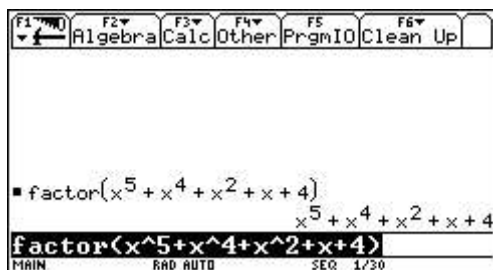 F1 F2 F3 F4 F5 F6
Algebra Calc Other PrgmIO Clean Up
▪ factor(x⁵ + x⁴ + x² + x + 4)
x⁵ + x⁴ + x² + x + 4
factor(x^5+x^4+x^2+x+4)
MAIN RAD AUTO SEQ 1/30